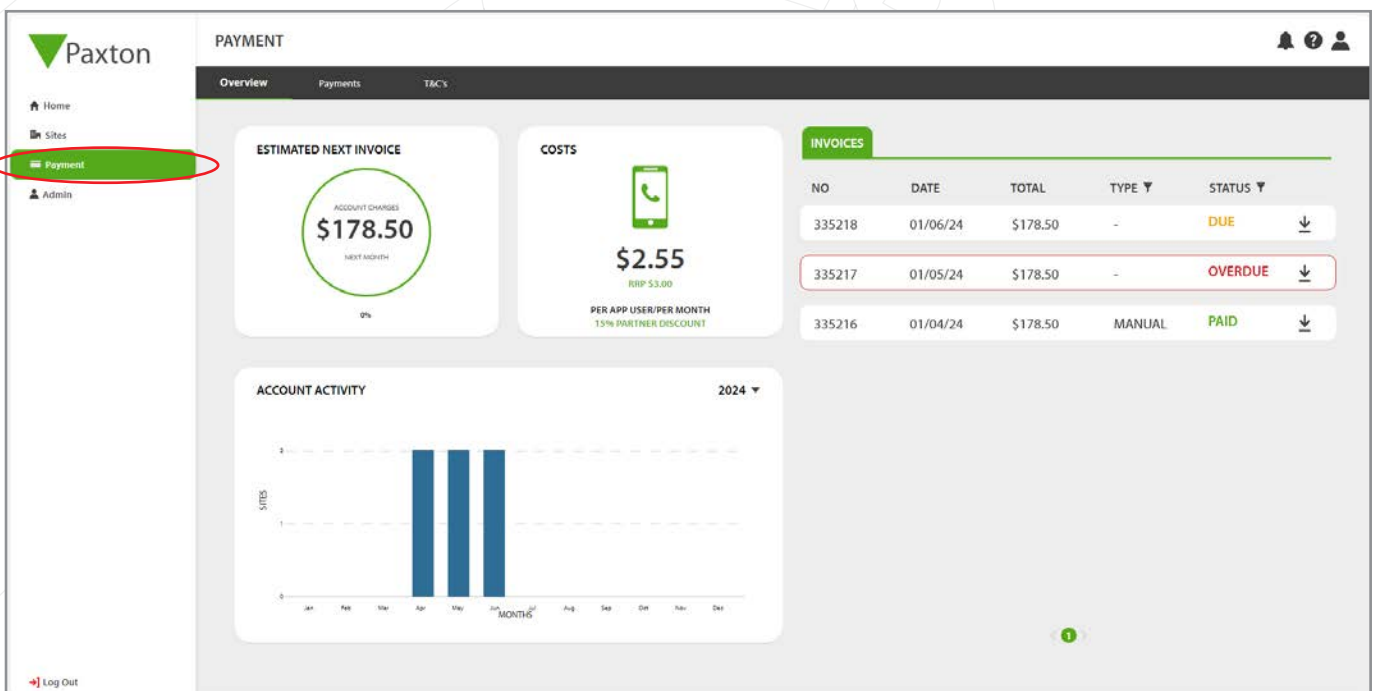 Paxton
Home
Sites
Payment
Admin
Log Out
PAYMENT
Overview Payments T&C's
ESTIMATED NEXT INVOICE
ACCOUNT CHARGES
$178.50
NEXT MONTH
0%
COSTS
$2.55
RRP $3.00
PER APP USER/PER MONTH
15% PARTNER DISCOUNT
INVOICES
NO DATE TOTAL TYPE STATUS
335218 01/06/24 $178.50 - DUE
335217 01/05/24 $178.50 - OVERDUE
335216 01/04/24 $178.50 MANUAL PAID
ACCOUNT ACTIVITY 2024
SITES
1
0
Jan Feb Mar Apr May Jun Jul Aug Sep Oct Nov Dec
MONTHS
1